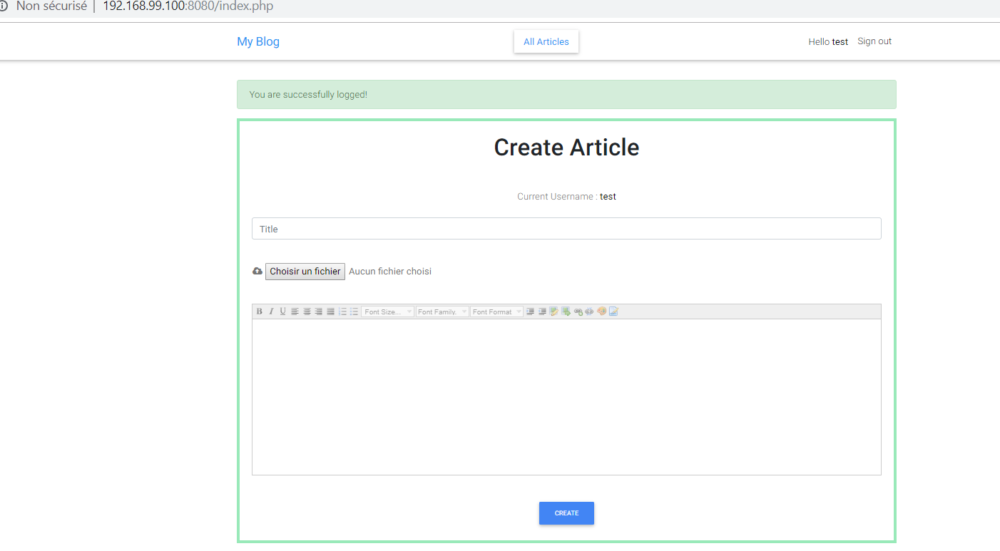 Non sécurisé | 192.168.99.100:8080/index.php
My Blog All Articles Hello test Sign out
You are successfully logged!
Create Article
Current Username : test
Title
Choisir un fichier Aucun fichier choisi
B I U Font Size... Font Family. Font Format
CREATE